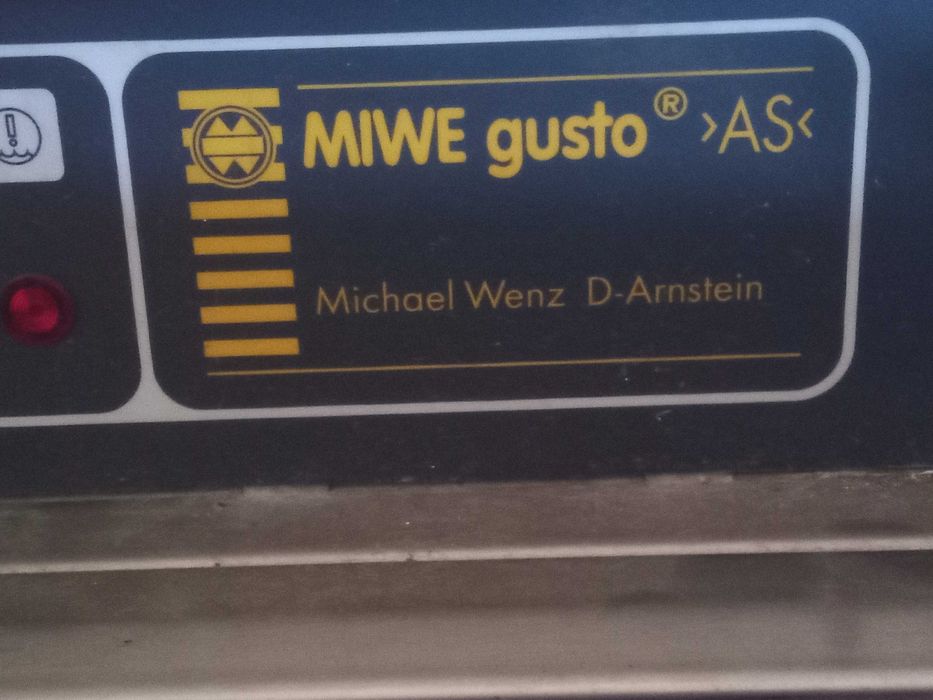 MIWE gusto® >AS<
Michael Wenz D-Arnstein